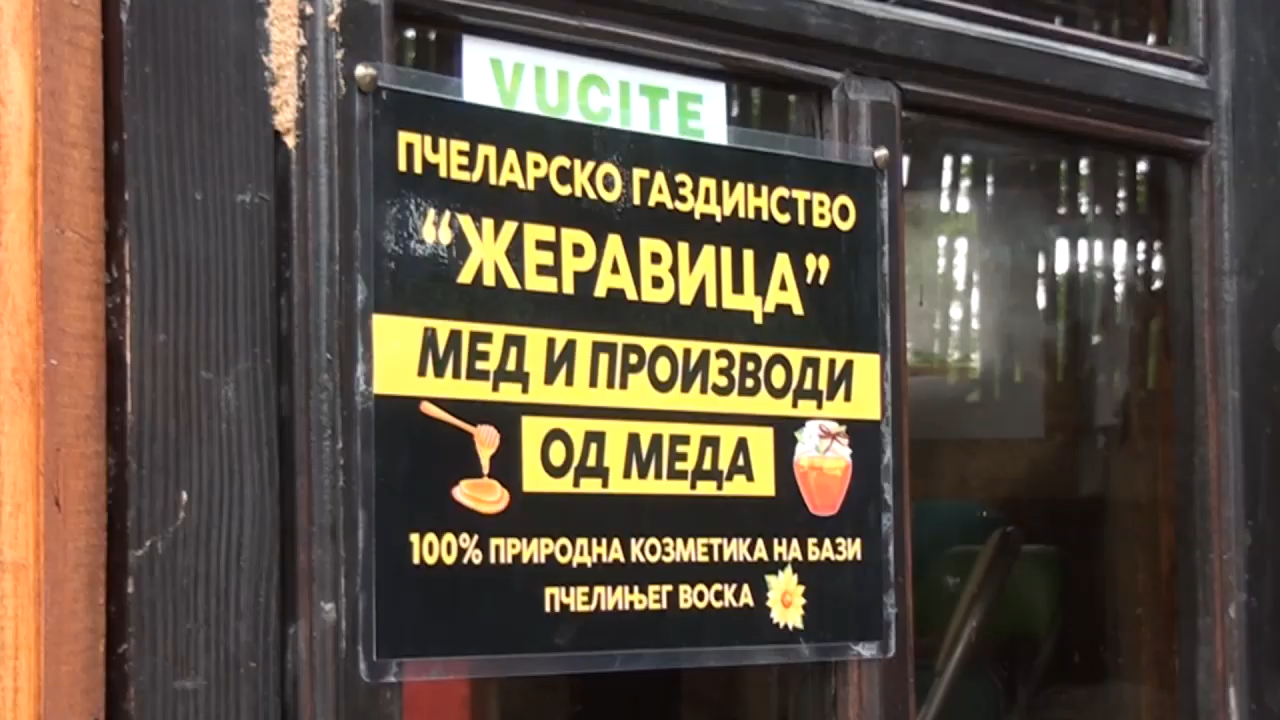 VUCITE
ПЧЕЛАРСКО ГАЗДИНСТВО
“ЖЕРАВИЦА”
МЕД И ПРОИЗВОДИ
ОД МЕДА
100% ПРИРОДНА КОЗМЕТИКА НА БАЗИ
ПЧЕЛИЊЕГ ВОСКА